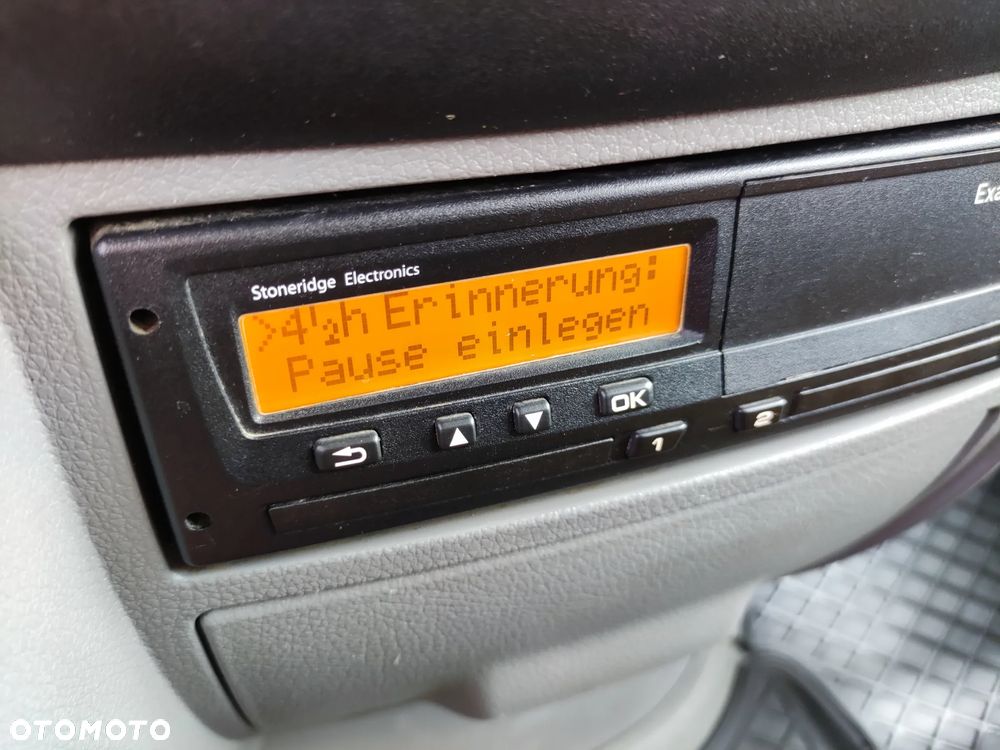 Stoneridge Electronics
>4½h Erinnerung:
Pause einlegen
OK
1
2
OTOMOTO